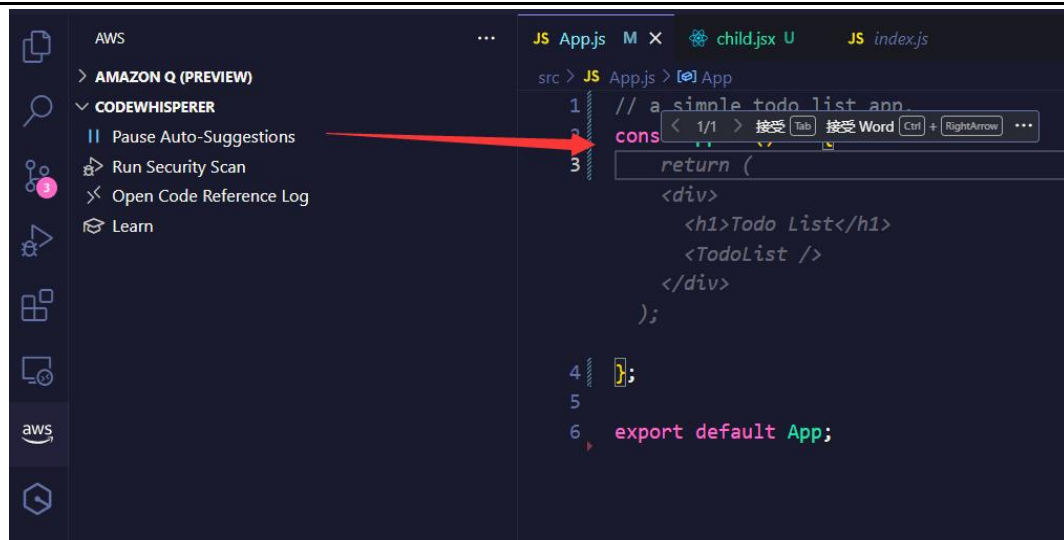 AWS
···
AMAZON Q (PREVIEW)
CODEWHISPERER
Pause Auto-Suggestions
Run Security Scan
Open Code Reference Log
Learn
3
aws
JS App.js M × child.jsx U JS index.js
src > JS App.js > App
1 // a simple todo list app.
< 1/1 > 接受 Tab 接受 Word Ctrl + RightArrow ···
cons
3 return (
<div>
<h1>Todo List</h1>
<TodoList />
</div>
);
4 };
5
6 export default App;